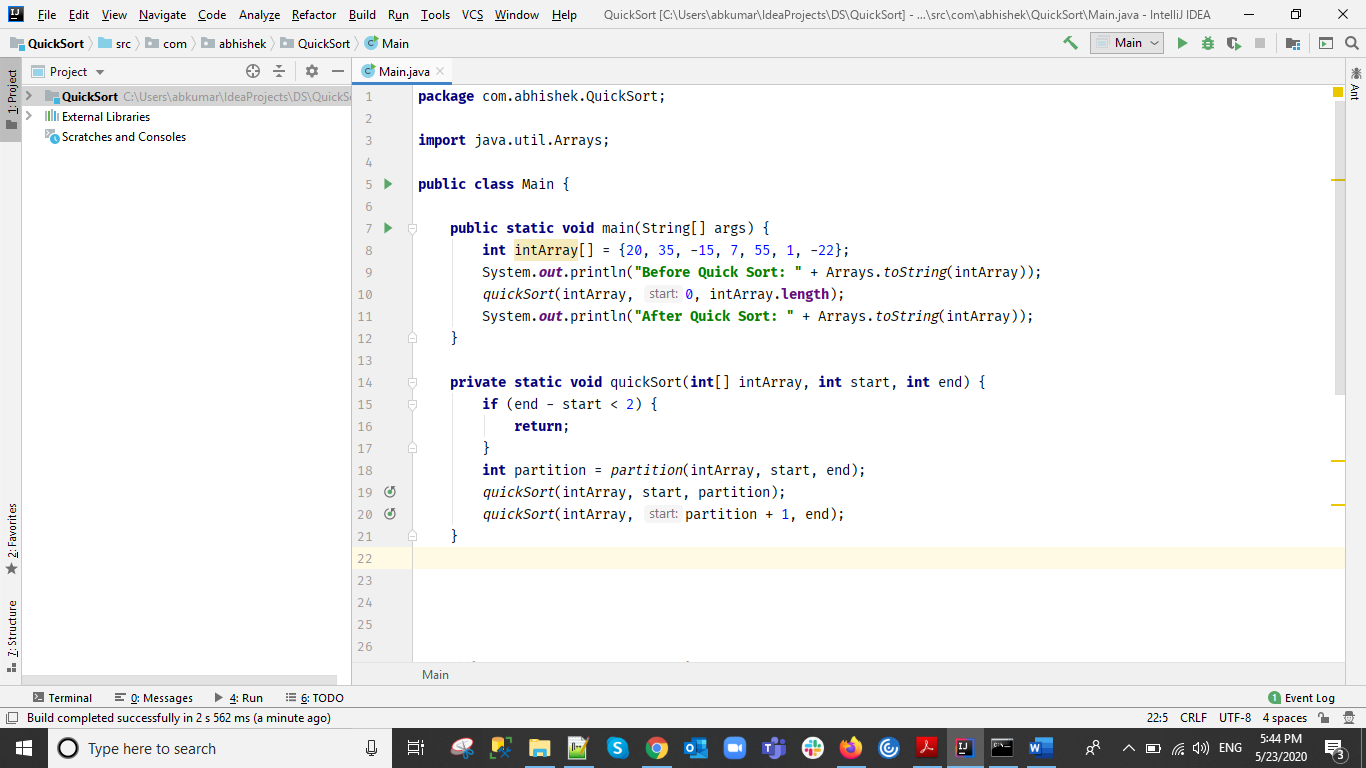 File Edit View Navigate Code Analyze Refactor Build Run Tools VCS Window Help QuickSort [C:\Users\abkumar\IdeaProjects\DS\QuickSort] - ...\src\com\abhishek\QuickSort\Main.java - IntelliJ IDEA
QuickSort src com abhishek QuickSort Main Main
Project
Main.java
1: Project
QuickSort C:\Users\abkumar\IdeaProjects\DS\QuickSo
External Libraries
Scratches and Consoles
2: Favorites
7: Structure
Ant
1 package com.abhishek.QuickSort;
2
3 import java.util.Arrays;
4
5 public class Main {
6
7 public static void main(String[] args) {
8 int intArray[] = {20, 35, -15, 7, 55, 1, -22};
9 System.out.println("Before Quick Sort: " + Arrays.toString(intArray));
10 quickSort(intArray, start: 0, intArray.length);
11 System.out.println("After Quick Sort: " + Arrays.toString(intArray));
12 }
13
14 private static void quickSort(int[] intArray, int start, int end) {
15 if (end - start < 2) {
16 return;
17 }
18 int partition = partition(intArray, start, end);
19 quickSort(intArray, start, partition);
20 quickSort(intArray, start: partition + 1, end);
21 }
22
23
24
25
26
Main
Terminal 0: Messages 4: Run 6: TODO 1 Event Log
Build completed successfully in 2 s 562 ms (a minute ago) 22:5 CRLF UTF-8 4 spaces
Type here to search
ENG
5:44 PM
5/23/2020
3